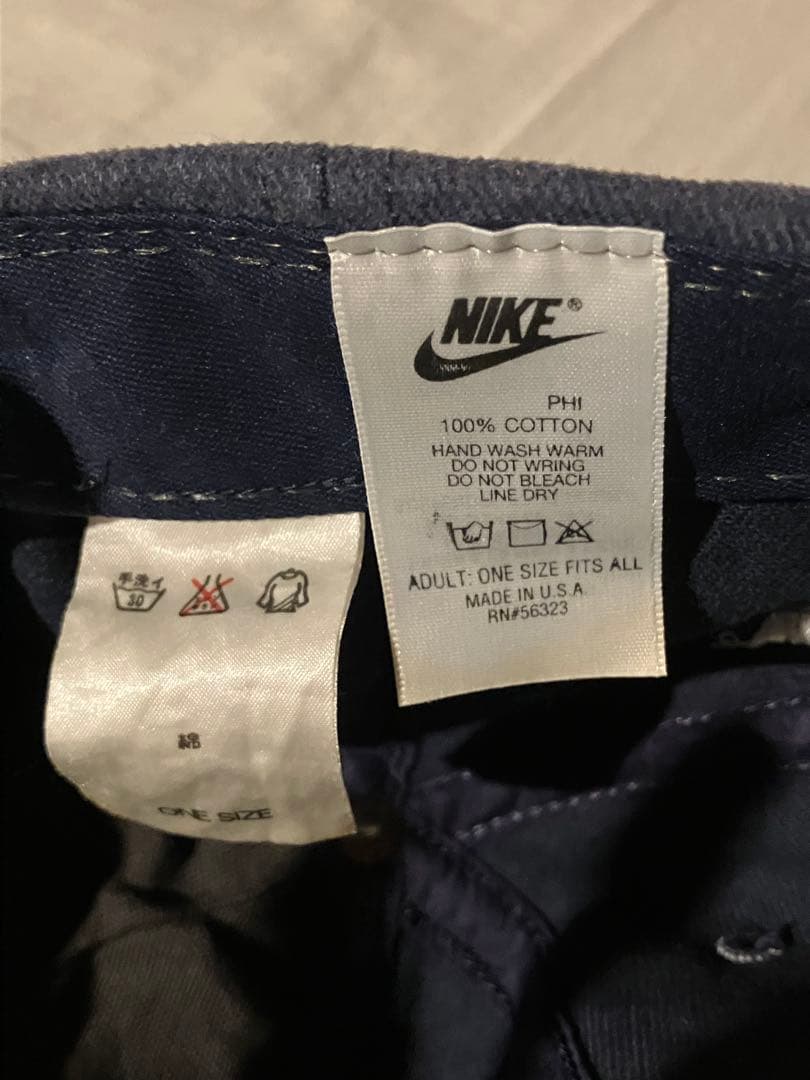 NIKE®
PHI
100% COTTON
HAND WASH WARM
DO NOT WRING
DO NOT BLEACH
LINE DRY
ADULT: ONE SIZE FITS ALL
MADE IN U.S.A.
RN#56323
手洗イ
30
綿
ONE SIZE